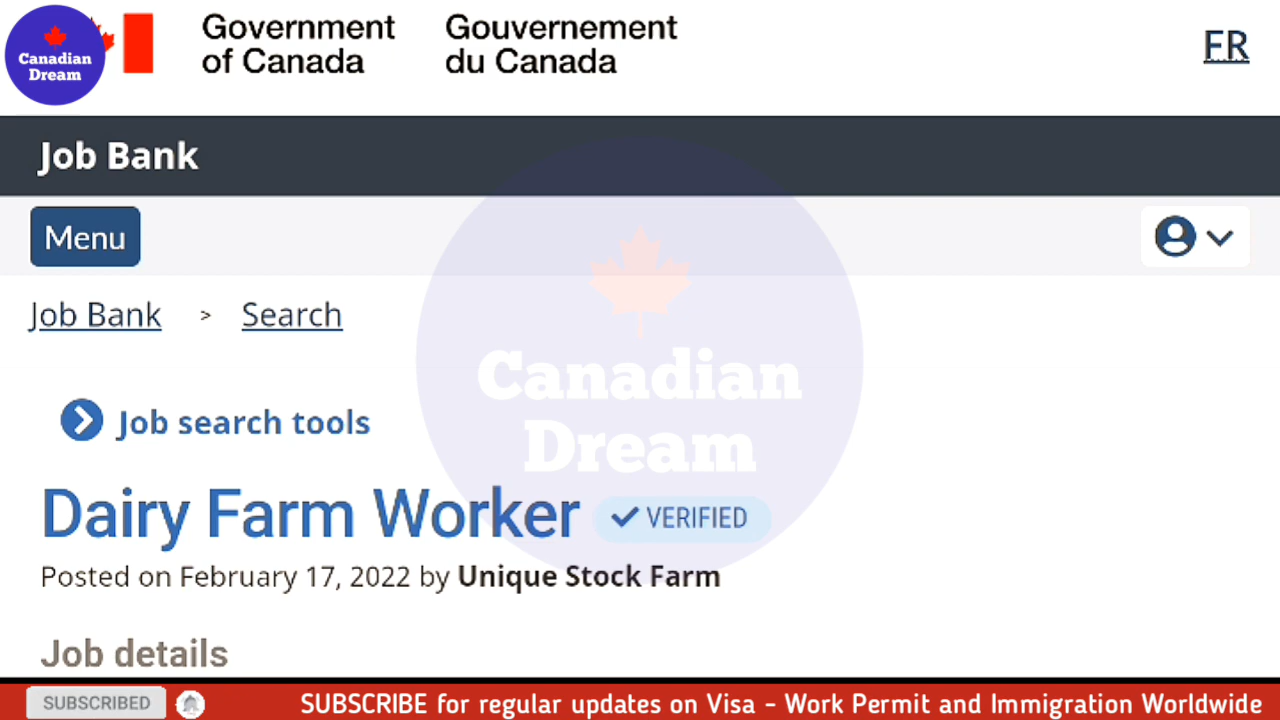 Canadian
Dream
Government
of Canada
Gouvernement
du Canada
FR
Job Bank
Menu
Job Bank > Search
Job search tools
Canadian
Dream
Dairy Farm Worker VERIFIED
Posted on February 17, 2022 by Unique Stock Farm
Job details
SUBSCRIBED SUBSCRIBE for regular updates on Visa - Work Permit and Immigration Worldwide